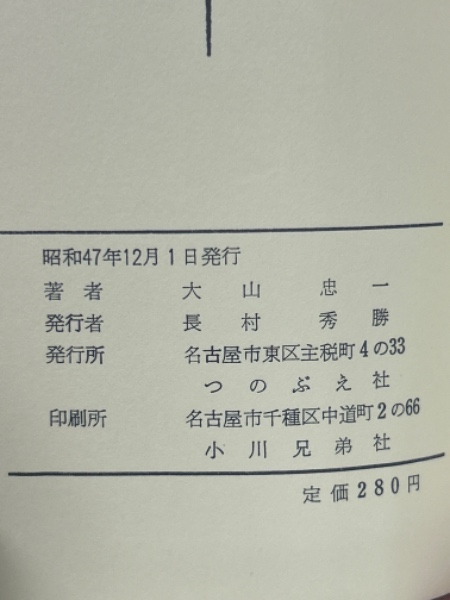 昭和47年12月1日発行
著者 大山忠一
発行者 長村秀勝
発行所 名古屋市東区主税町4の33
つのぶえ社
印刷所 名古屋市千種区中道町2の66
小川兄弟社
定価280円